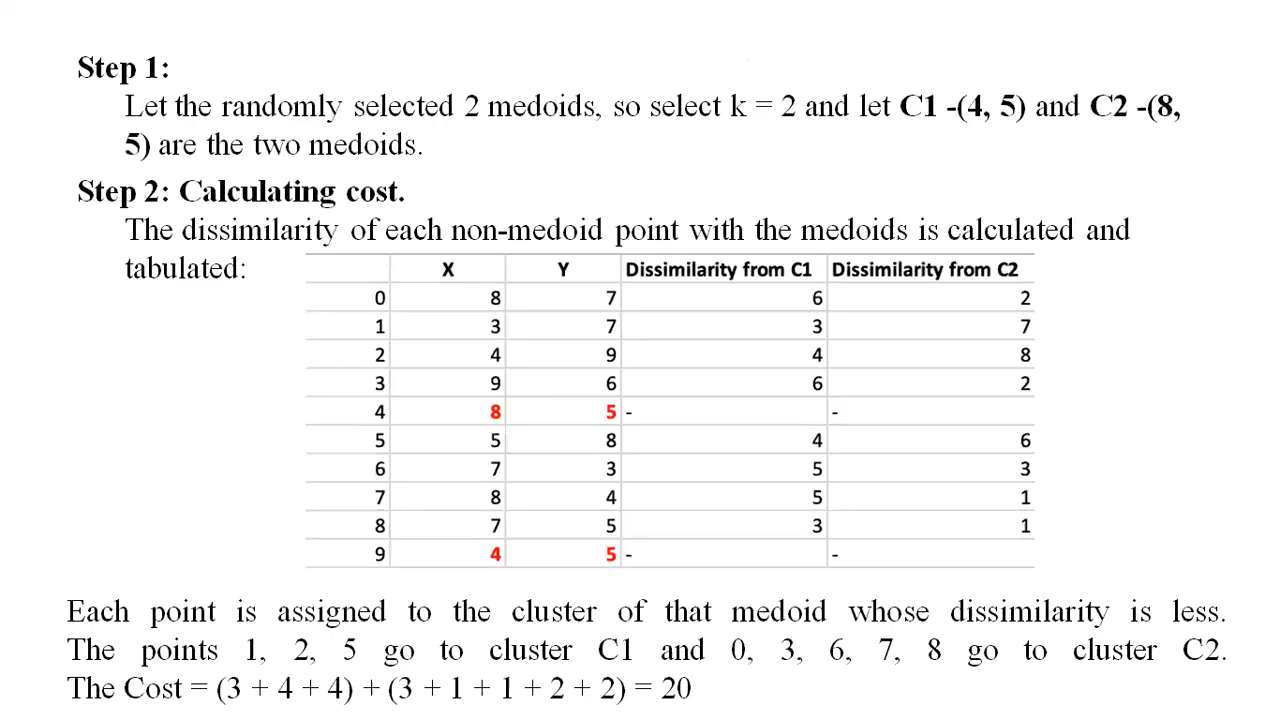 Step 1:
Let the randomly selected 2 medoids, so select k = 2 and let C1 -(4, 5) and C2 -(8,
5) are the two medoids.
Step 2: Calculating cost.
The dissimilarity of each non-medoid point with the medoids is calculated and
tabulated:
X Y Dissimilarity from C1 Dissimilarity from C2
0 8 7 6 2
1 3 7 3 7
2 4 9 4 8
3 9 6 6 2
4 8 5 - -
5 5 8 4 6
6 7 3 5 3
7 8 4 5 1
8 7 5 3 1
9 4 5 - -
Each point is assigned to the cluster of that medoid whose dissimilarity is less.
The points 1, 2, 5 go to cluster C1 and 0, 3, 6, 7, 8 go to cluster C2.
The Cost = (3 + 4 + 4) + (3 + 1 + 1 + 2 + 2) = 20